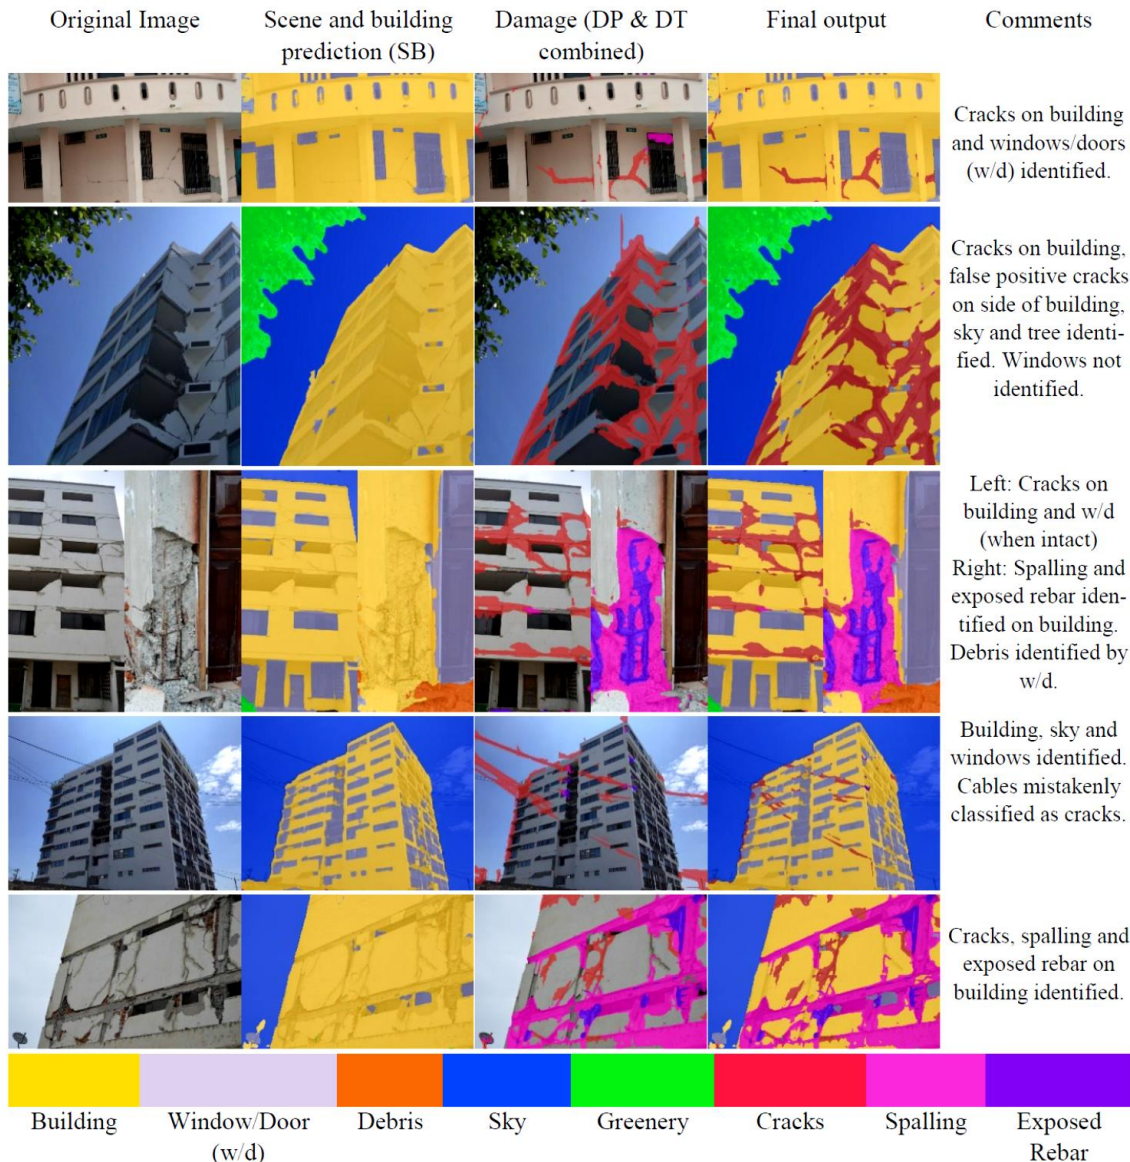 Original Image
Scene and building
prediction (SB)
Damage (DP & DT
combined)
Final output
Comments
Cracks on building
and windows/doors
(w/d) identified.
Cracks on building,
false positive cracks
on side of building,
sky and tree identi-
fied. Windows not
identified.
Left: Cracks on
building and w/d
(when intact)
Right: Spalling and
exposed rebar iden-
tified on building.
Debris identified by
w/d.
Building, sky and
windows identified.
Cables mistakenly
classified as cracks.
Cracks, spalling and
exposed rebar on
building identified.
Building
Window/Door
(w/d)
Debris
Sky
Greenery
Cracks
Spalling
Exposed
Rebar